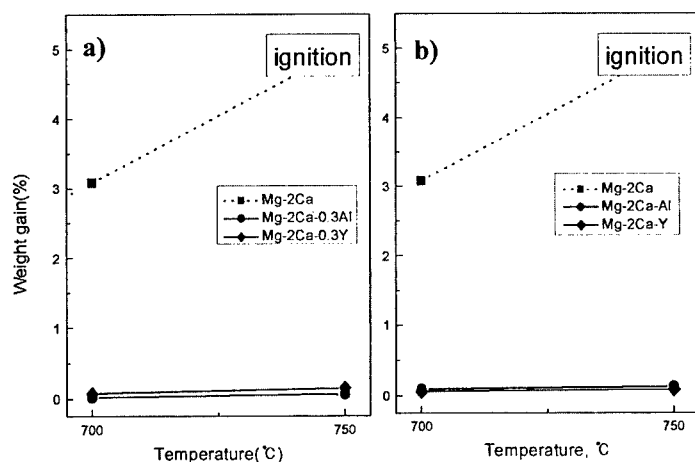 a)
ignition
5
4
3
2
1
0
Weight gain(%)
Mg-2Ca
Mg-2Ca-0.3Al
Mg-2Ca-0.3Y
700
750
Temperature(℃)
b)
ignition
5
4
3
2
1
0
Mg-2Ca
Mg-2Ca-Al
Mg-2Ca-Y
700
750
Temperature, ℃